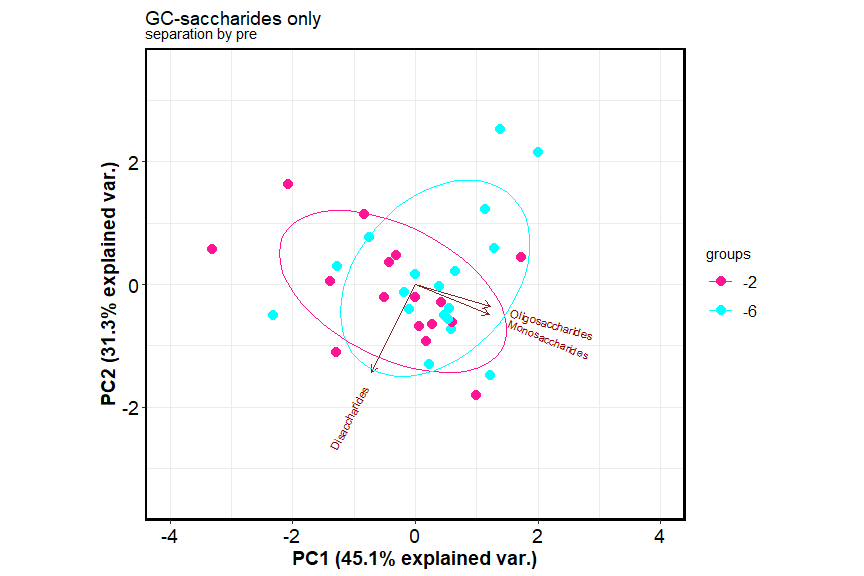 GC-saccharides only
separation by pre
PC2 (31.3% explained var.)
2
0
-2
Oligosaccharides
Monosaccharides
Disaccharides
-4
-2
0
2
4
PC1 (45.1% explained var.)
groups
-2
-6